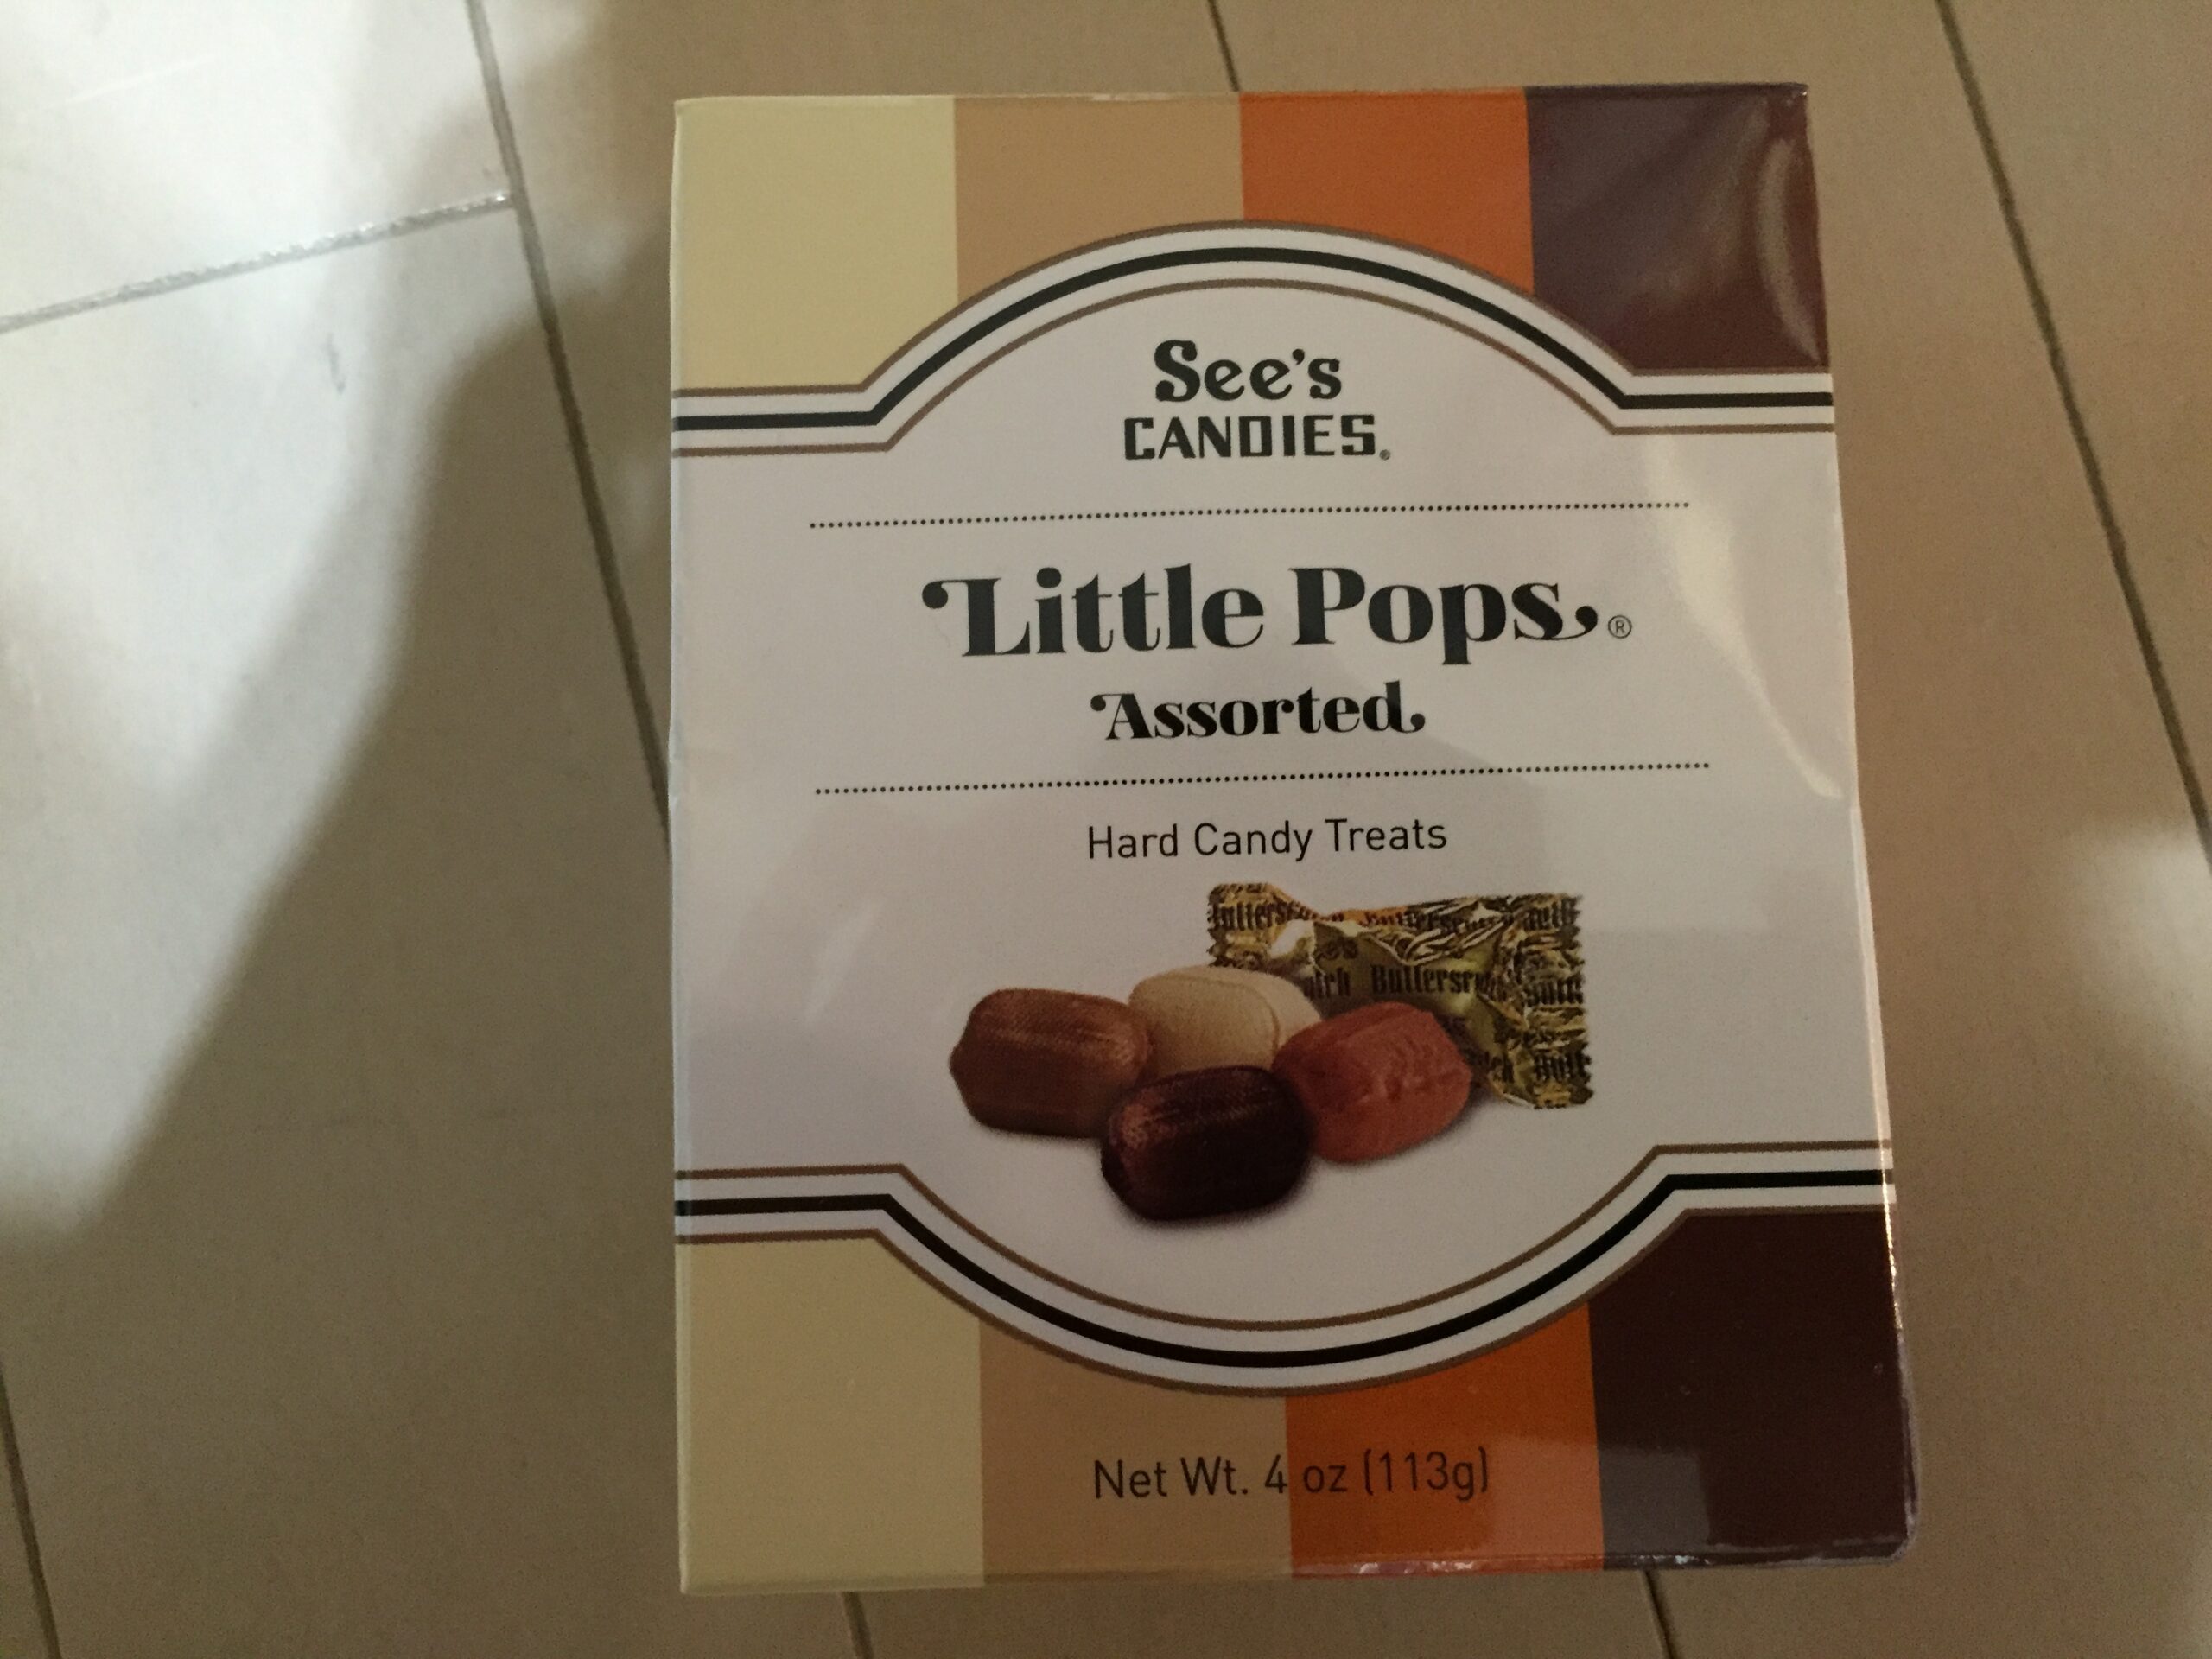 See's
CANDIES®
Little Pops®
Assorted
Hard Candy Treats
Butterscotch
Net Wt. 4 oz (113g)